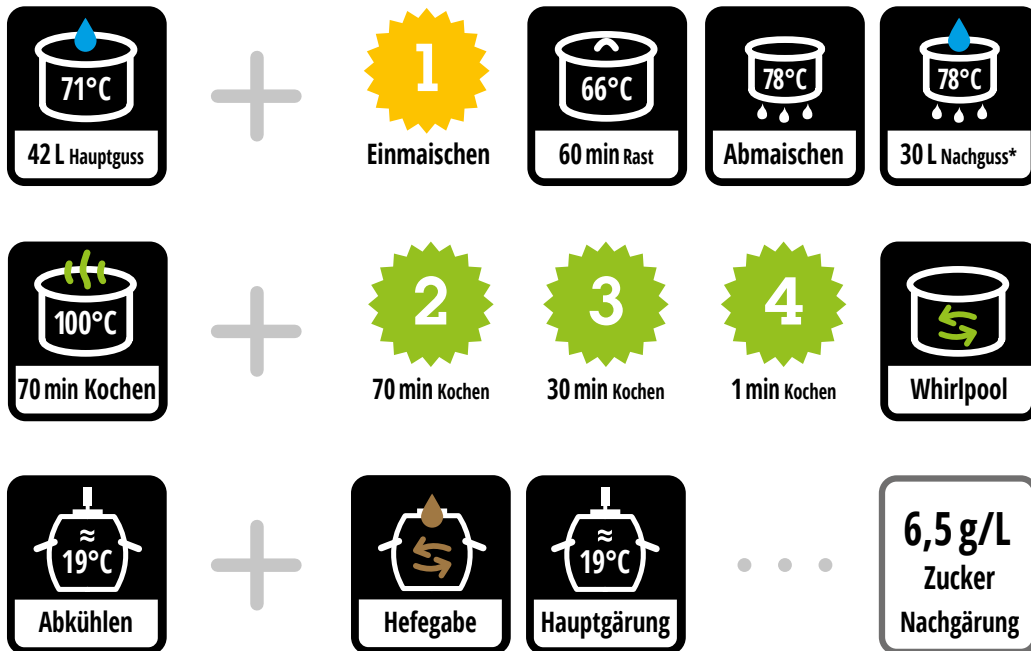 71°C
42 L Hauptguss
1
Einmaischen
66°C
60 min Rast
78°C
Abmaischen
78°C
30 L Nachguss*
100°C
70 min Kochen
2
70 min Kochen
3
30 min Kochen
4
1 min Kochen
Whirlpool
≈
19°C
Abkühlen
Hefegabe
≈
19°C
Hauptgärung
6,5 g/L
Zucker
Nachgärung